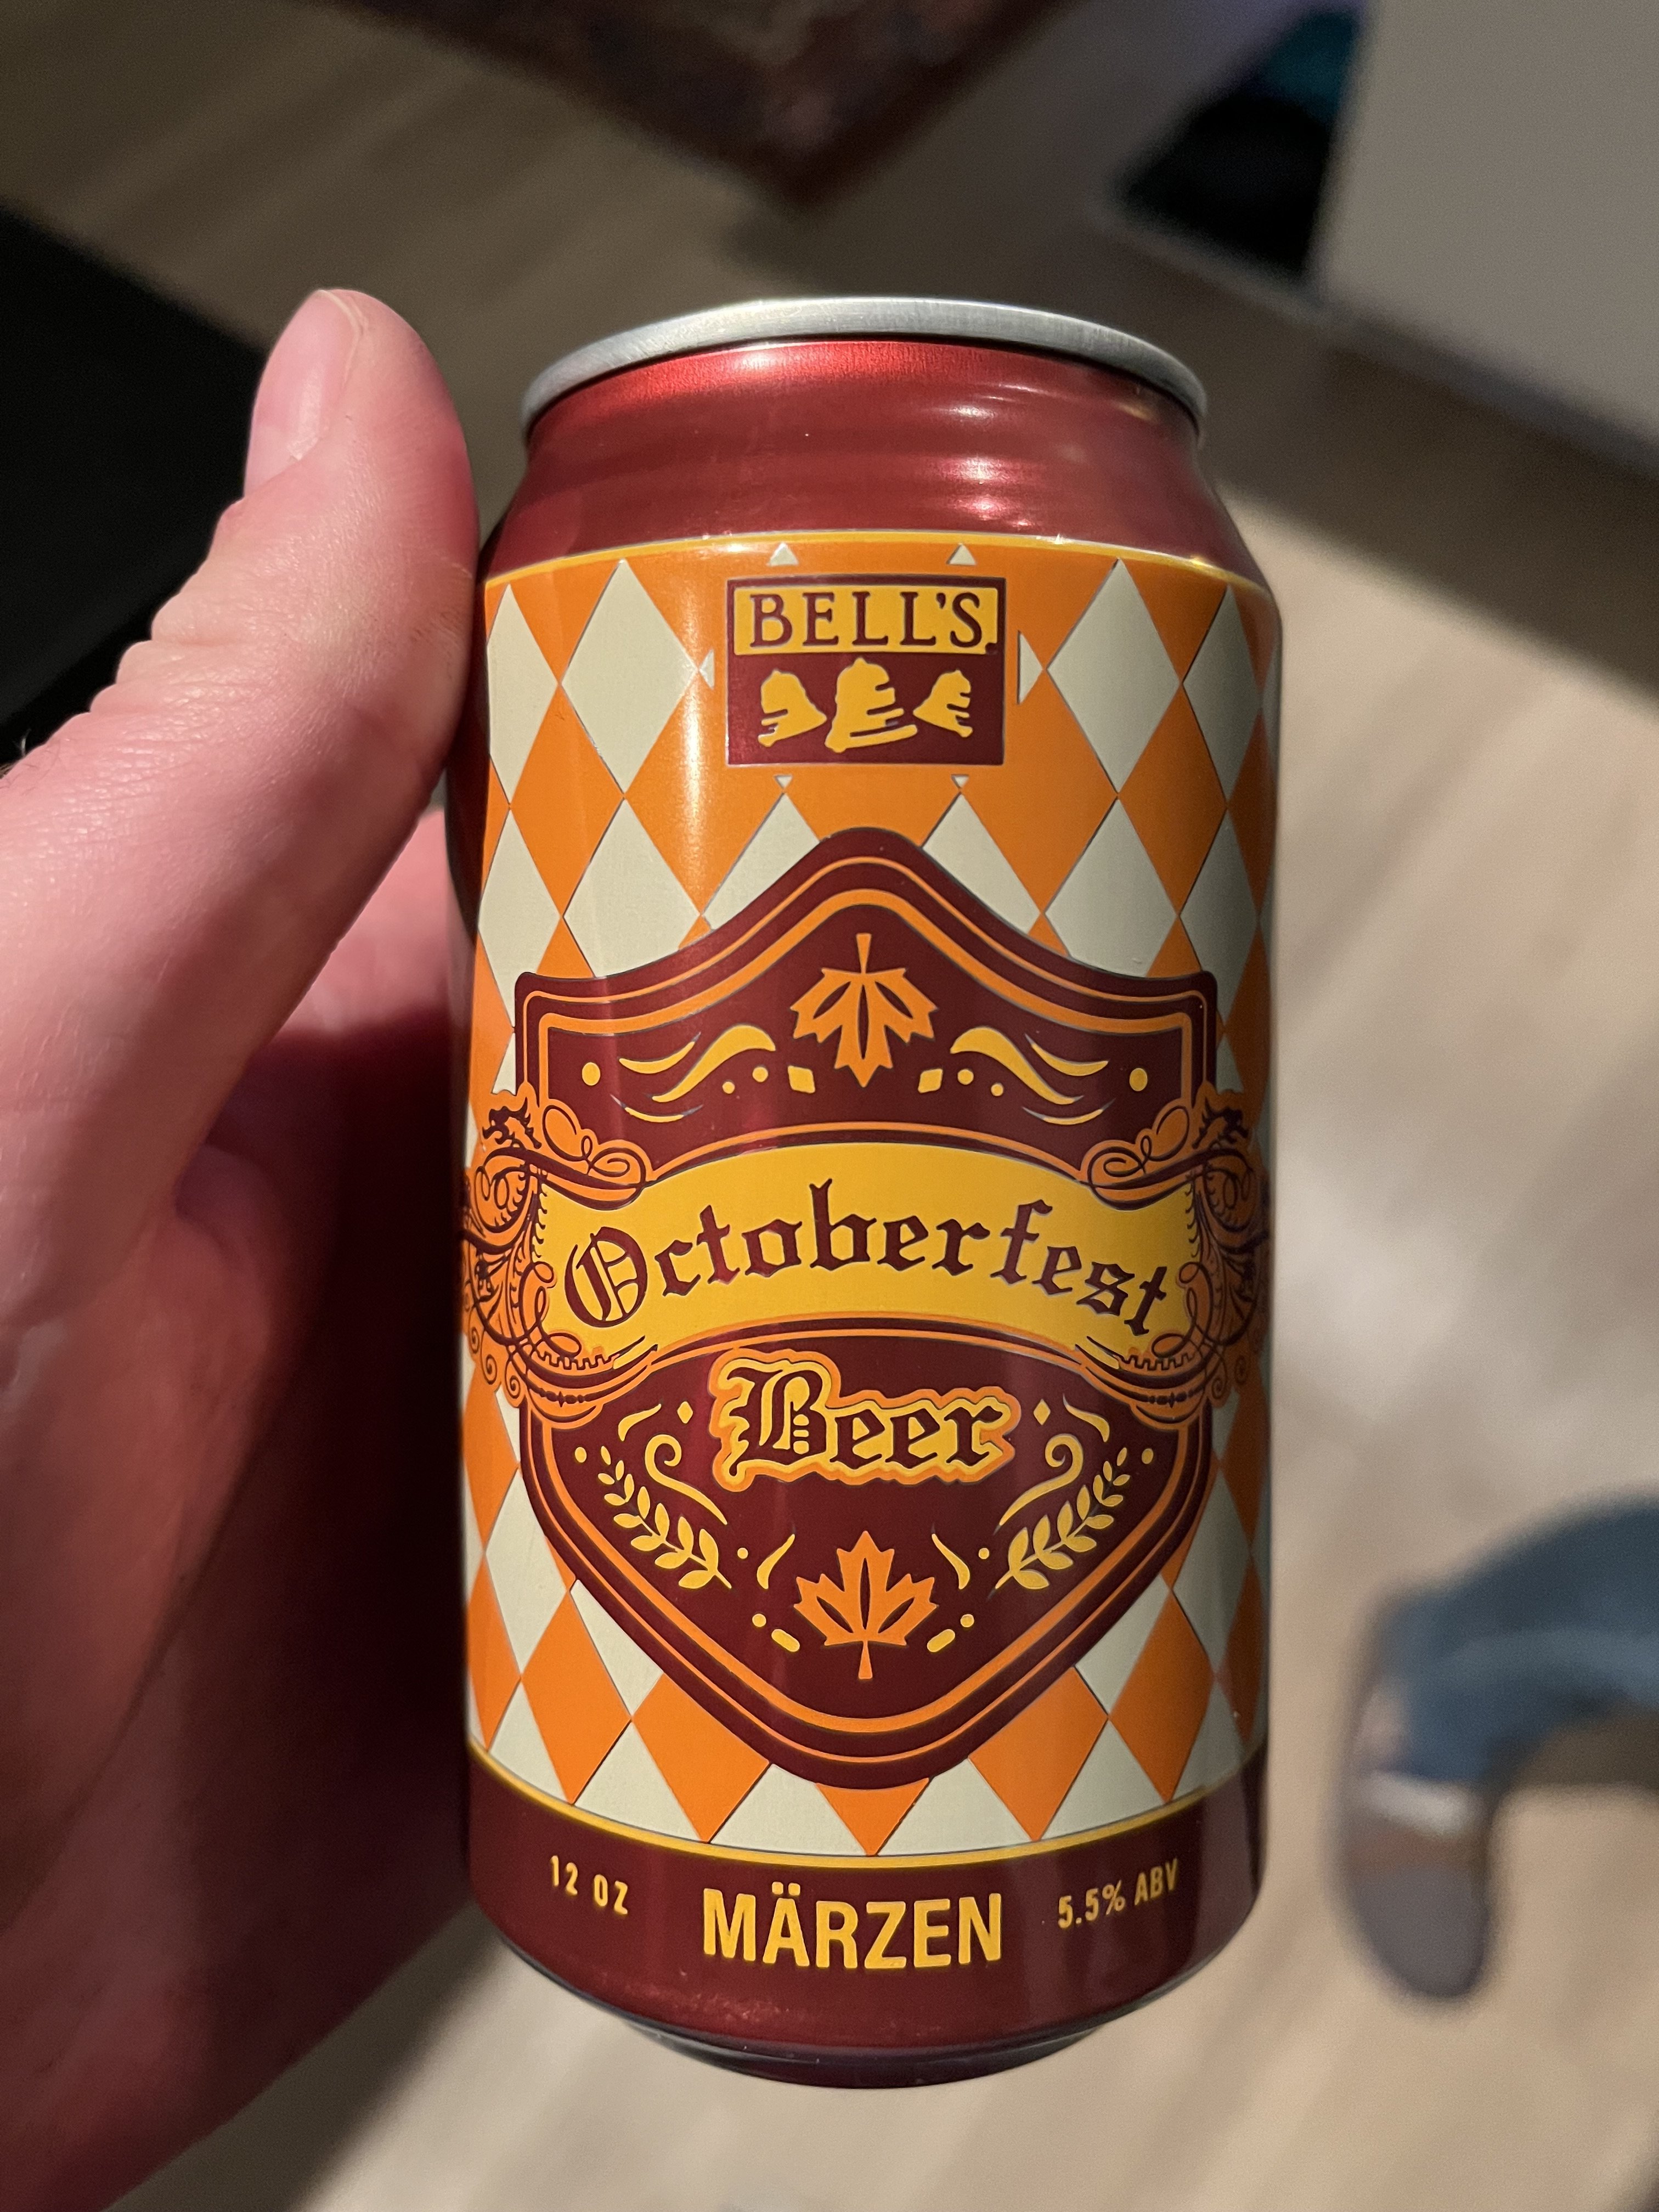 BELL'S
Octoberfest
Beer
12 OZ
MÄRZEN
5.5% ABV